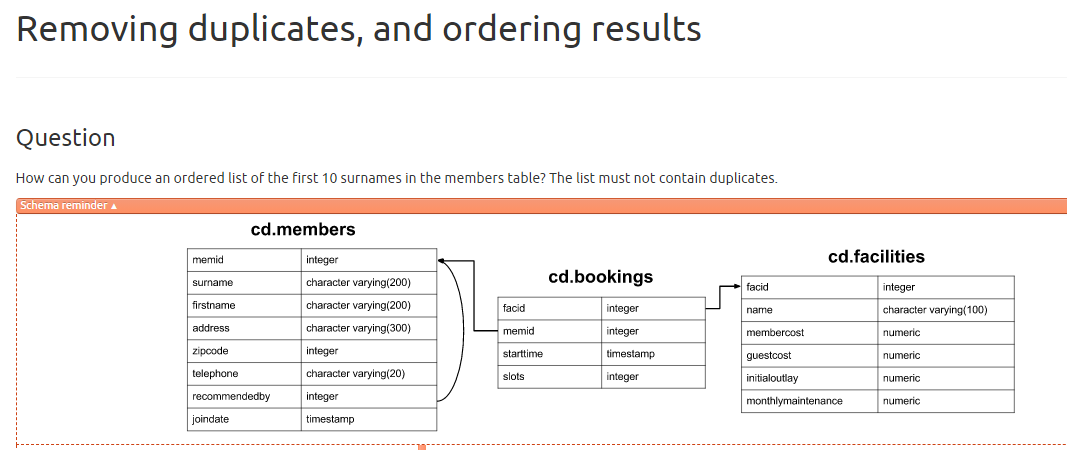 Removing duplicates, and ordering results
Question
How can you produce an ordered list of the first 10 surnames in the members table? The list must not contain duplicates.
Schema reminder ▴
cd.members
memid integer
surname character varying(200)
firstname character varying(200)
address character varying(300)
zipcode integer
telephone character varying(20)
recommendedby integer
joindate timestamp
cd.bookings
facid integer
memid integer
starttime timestamp
slots integer
cd.facilities
facid integer
name character varying(100)
membercost numeric
guestcost numeric
initialoutlay numeric
monthlymaintenance numeric